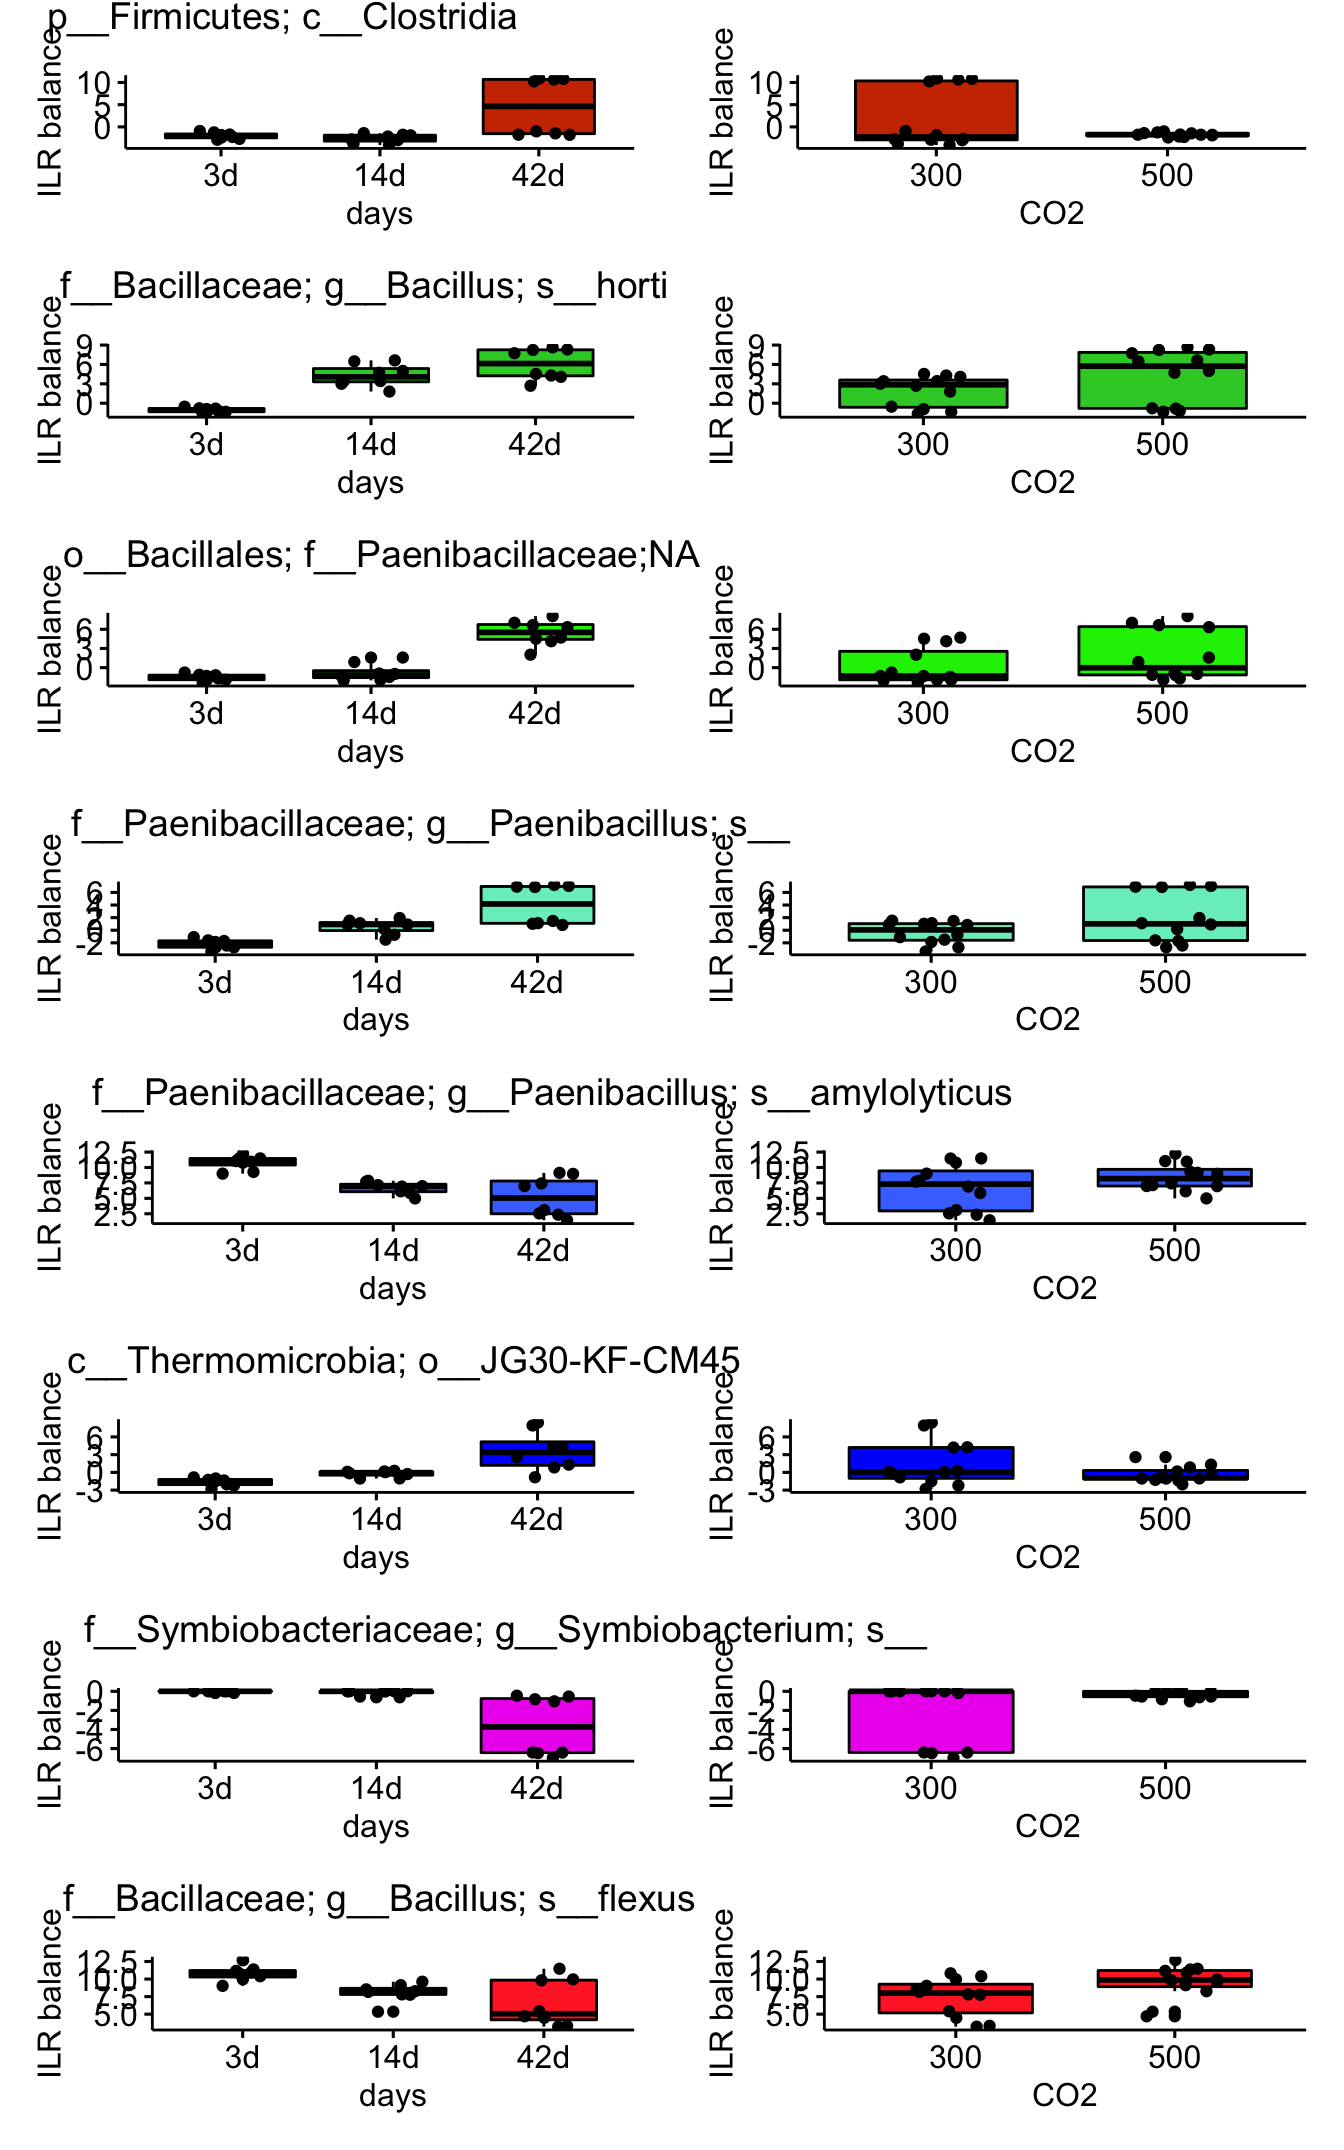 p__Firmicutes; c__Clostridia
ILR balance
10
5
0
3d 14d 42d
days
ILR balance
10
5
0
300 500
CO2
f__Bacillaceae; g__Bacillus; s__horti
ILR balance
9
6
3
0
3d 14d 42d
days
ILR balance
9
6
3
0
300 500
CO2
o__Bacillales; f__Paenibacillaceae;NA
ILR balance
6
3
0
3d 14d 42d
days
ILR balance
6
3
0
300 500
CO2
f__Paenibacillaceae; g__Paenibacillus; s__
ILR balance
6
4
2
0
-2
3d 14d 42d
days
ILR balance
6
4
2
0
-2
300 500
CO2
f__Paenibacillaceae; g__Paenibacillus; s__amylolyticus
ILR balance
12.5
10.0
7.5
5.0
2.5
3d 14d 42d
days
ILR balance
12.5
10.0
7.5
5.0
2.5
300 500
CO2
c__Thermomicrobia; o__JG30-KF-CM45
ILR balance
6
3
0
-3
3d 14d 42d
days
ILR balance
6
3
0
-3
300 500
CO2
f__Symbiobacteriaceae; g__Symbiobacterium; s__
ILR balance
0
-2
-4
-6
3d 14d 42d
days
ILR balance
0
-2
-4
-6
300 500
CO2
f__Bacillaceae; g__Bacillus; s__flexus
ILR balance
12.5
10.0
7.5
5.0
3d 14d 42d
days
ILR balance
12.5
10.0
7.5
5.0
300 500
CO2